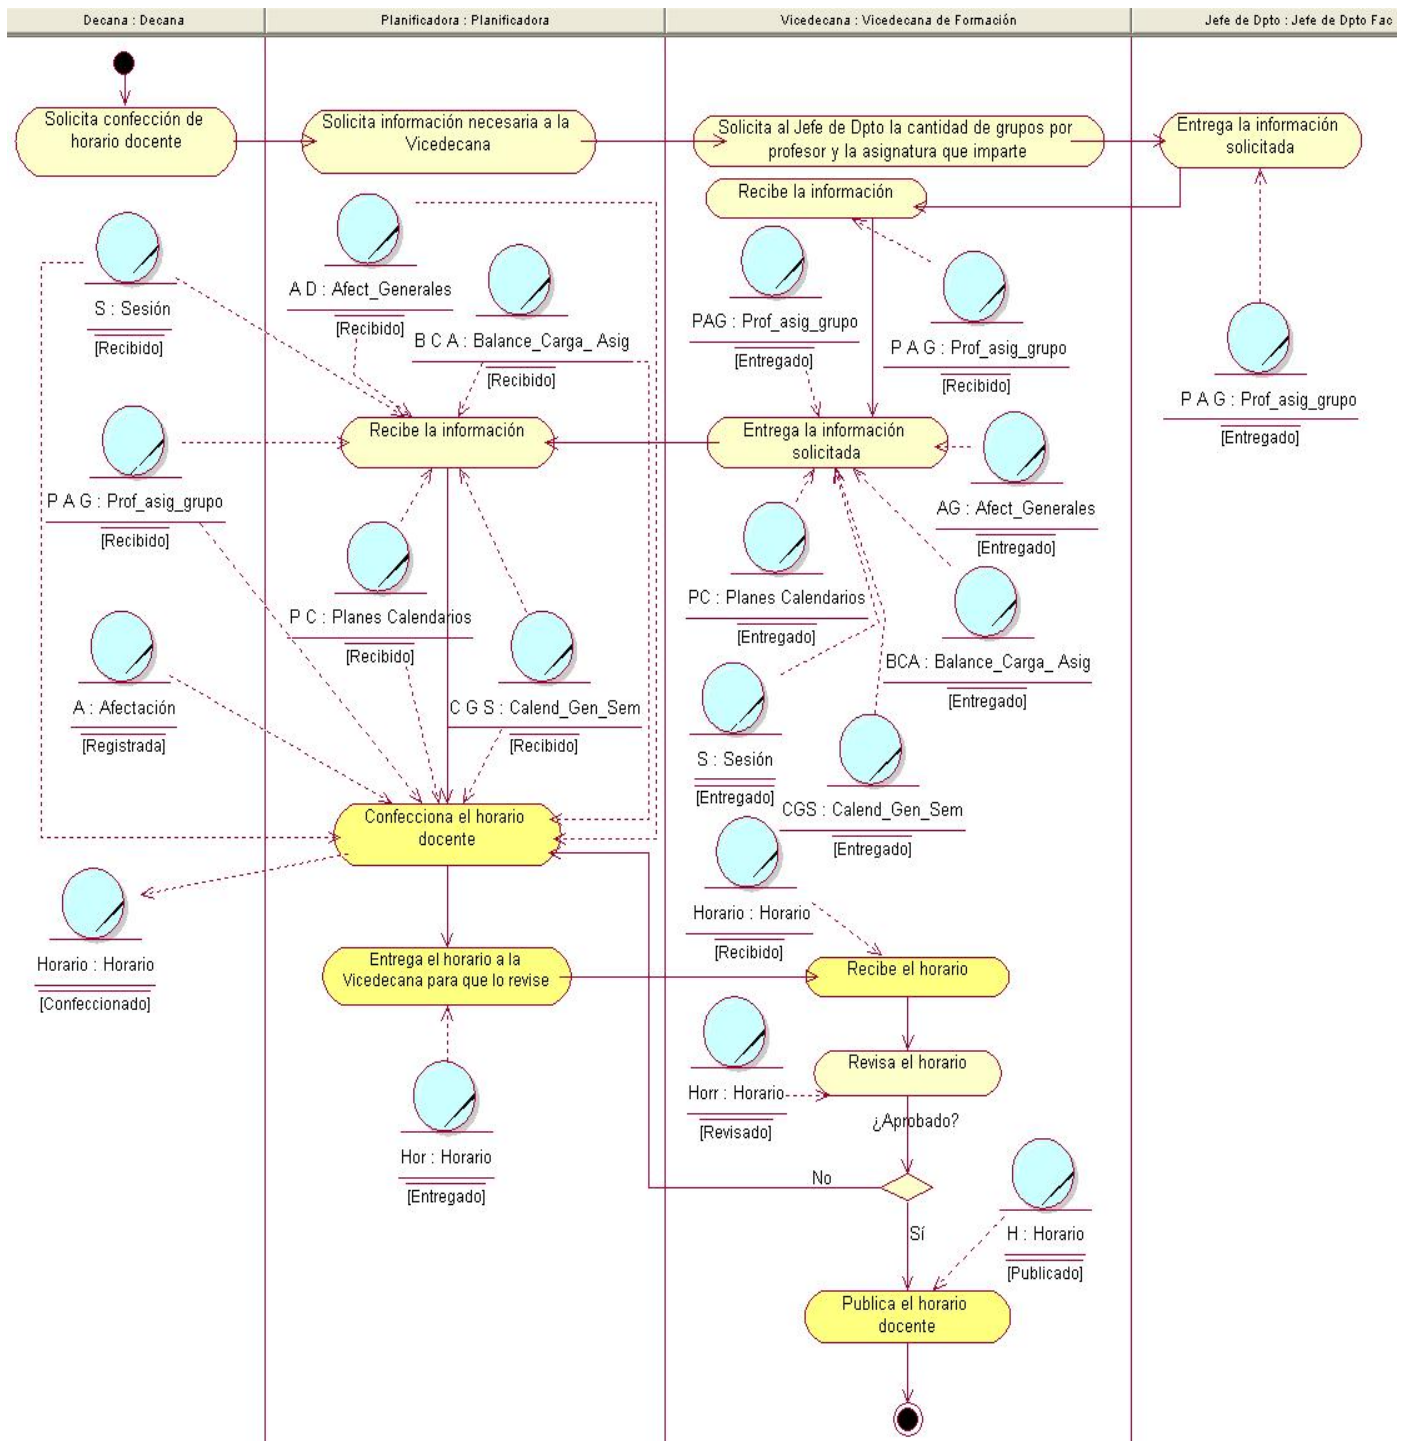 Decana : Decana
Planificadora : Planificadora
Vicedecana : Vicedecana de Formación
Jefe de Dpto : Jefe de Dpto Fac
Solicita confección de
horario docente
Solicita información necesaria a la
Vicedecana
Solicita al Jefe de Dpto la cantidad de grupos por
profesor y la asignatura que imparte
Entrega la información
solicitada
Recibe la información
S : Sesión
[Recibido]
A D : Afect_Generales
[Recibido]
B C A : Balance_Carga_ Asig
[Recibido]
PAG : Prof_asig_grupo
[Entregado]
P A G : Prof_asig_grupo
[Recibido]
P A G : Prof_asig_grupo
[Entregado]
Recibe la información
Entrega la información
solicitada
P A G : Prof_asig_grupo
[Recibido]
AG : Afect_Generales
[Entregado]
P C : Planes Calendarios
[Recibido]
PC : Planes Calendarios
[Entregado]
BCA : Balance_Carga_ Asig
[Entregado]
A : Afectación
[Registrada]
C G S : Calend_Gen_Sem
[Recibido]
S : Sesión
[Entregado]
CGS : Calend_Gen_Sem
[Entregado]
Confecciona el horario
docente
Horario : Horario
[Confeccionado]
Horario : Horario
[Recibido]
Entrega el horario a la
Vicedecana para que lo revise
Recibe el horario
Revisa el horario
Horr : Horario
[Revisado]
¿Aprobado?
Hor : Horario
[Entregado]
No
Sí
H : Horario
[Publicado]
Publica el horario
docente